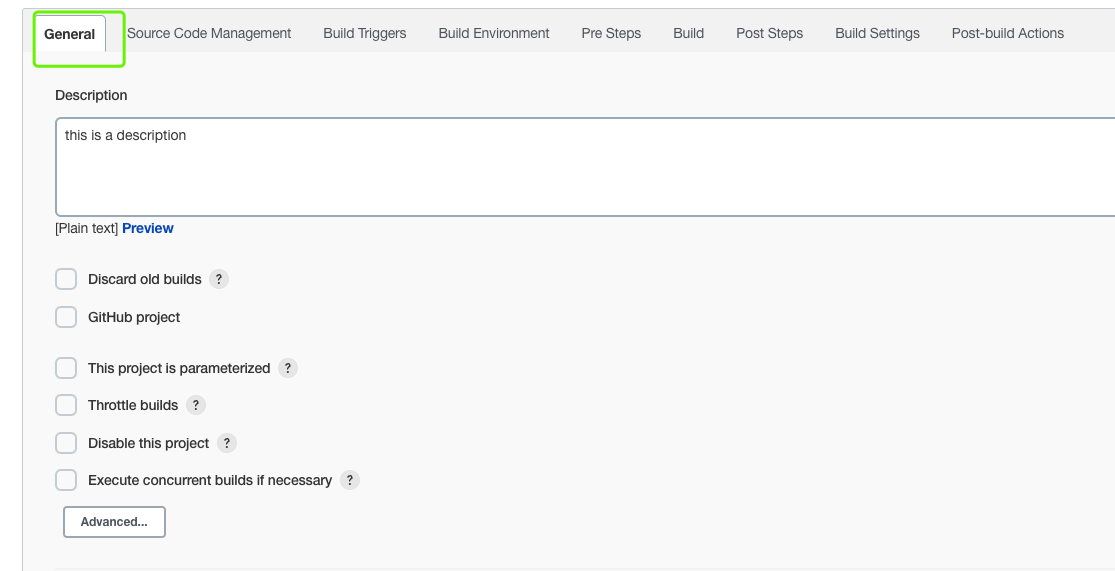 General Source Code Management Build Triggers Build Environment Pre Steps Build Post Steps Build Settings Post-build Actions
Description
this is a description
[Plain text] Preview
Discard old builds ?
GitHub project
This project is parameterized ?
Throttle builds ?
Disable this project ?
Execute concurrent builds if necessary ?
Advanced...